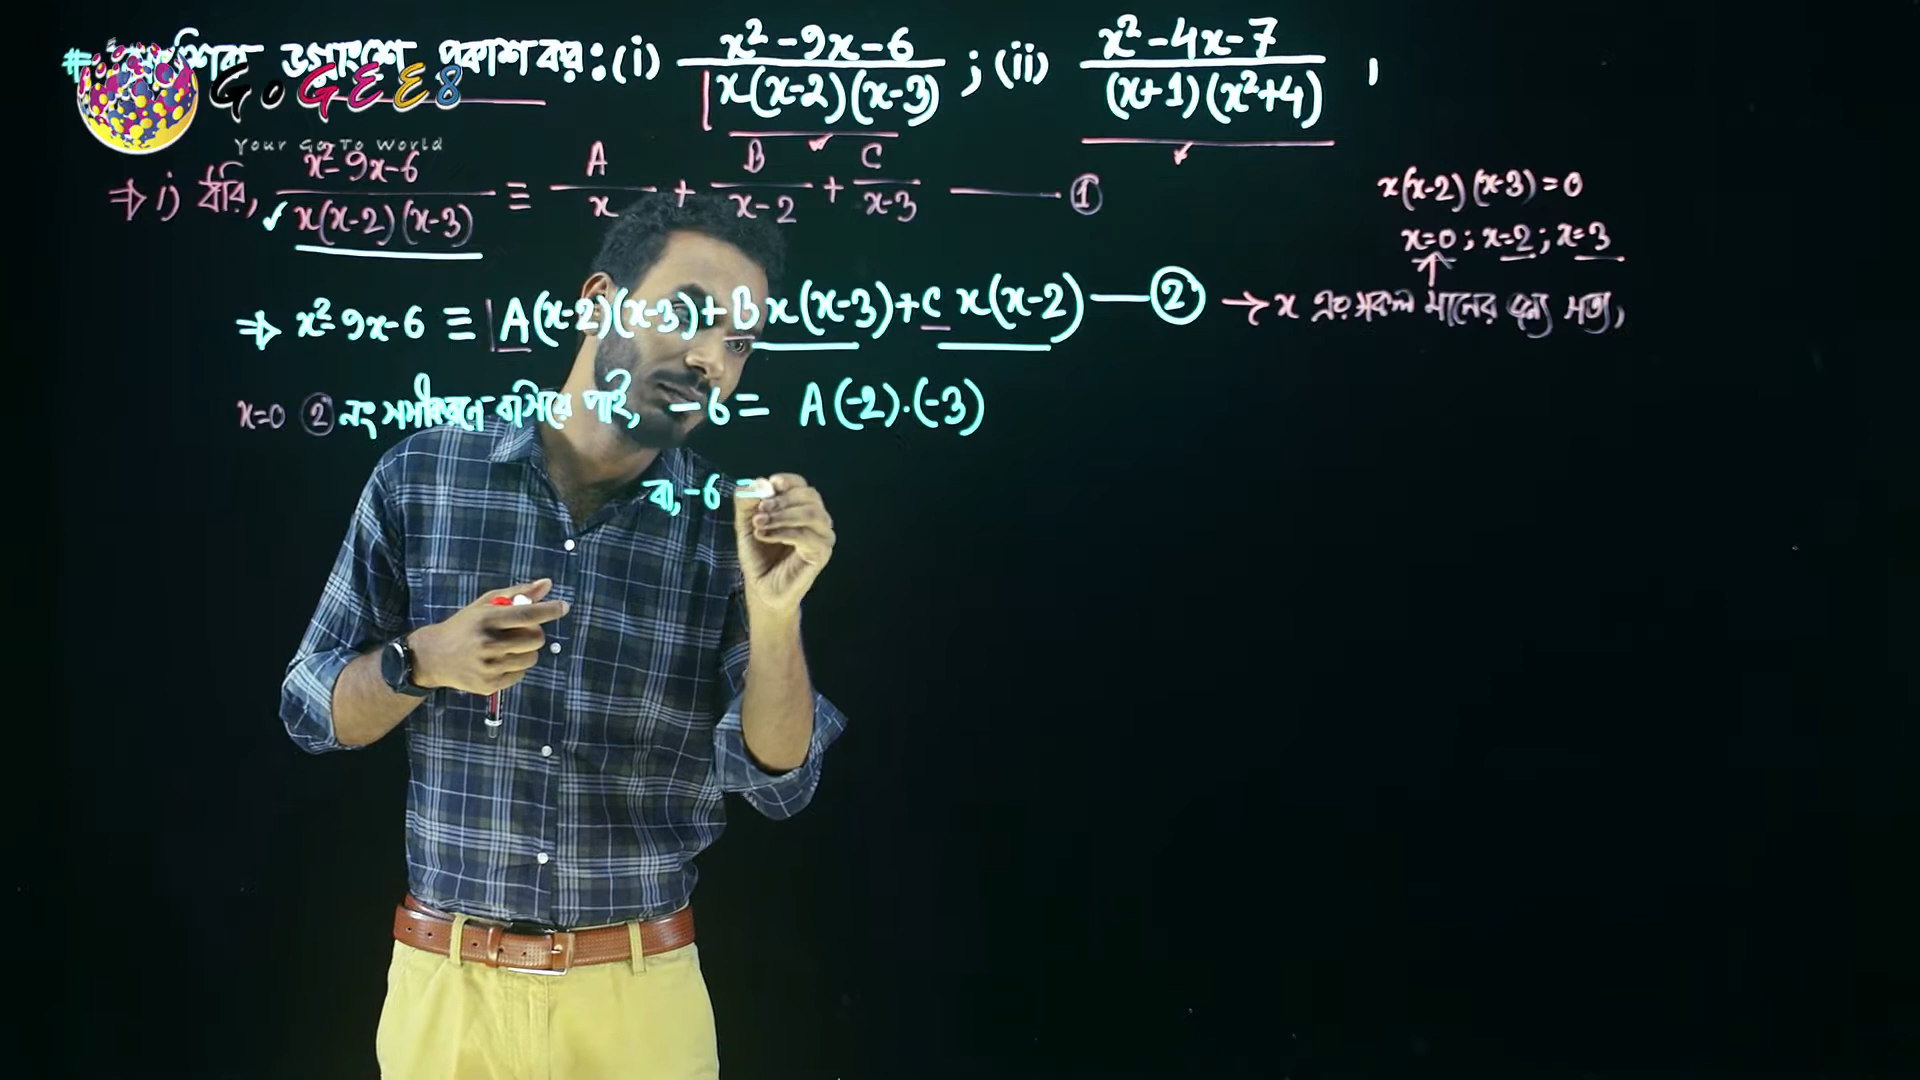 # আংশিক ভগ্নাংশে প্রকাশ কর : (i) x²-9x-6 / x(x-2)(x-3) ; (ii) x²-4x-7 / (x+1)(x²+4) ,
GoGEE8
Your Go To World
⇒ i) ধরি, x²-9x-6 / x(x-2)(x-3) ≡ A/x + B/x-2 + C/x-3 —— ①
x(x-2)(x-3)=0
x=0 ; x=2 ; x=3
⇒ x²-9x-6 ≡ A(x-2)(x-3)+Bx(x-3)+C x(x-2) — ② → x এর সকল মানের জন্য সত্য,
x=0 ② নং সমীকরণে বসিয়ে পাই, -6 = A(-2).(-3)
বা, -6 =